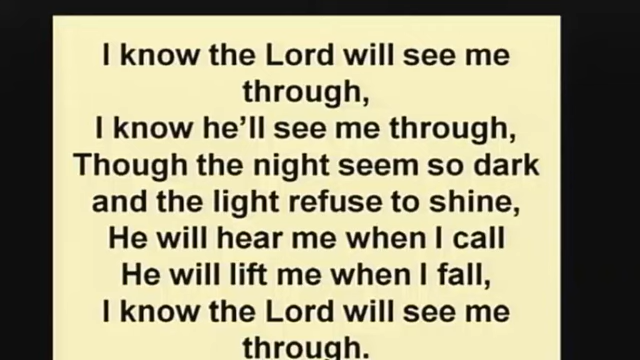 I know the Lord will see me
through,
I know he’ll see me through,
Though the night seem so dark
and the light refuse to shine,
He will hear me when I call
He will lift me when I fall,
I know the Lord will see me
through.